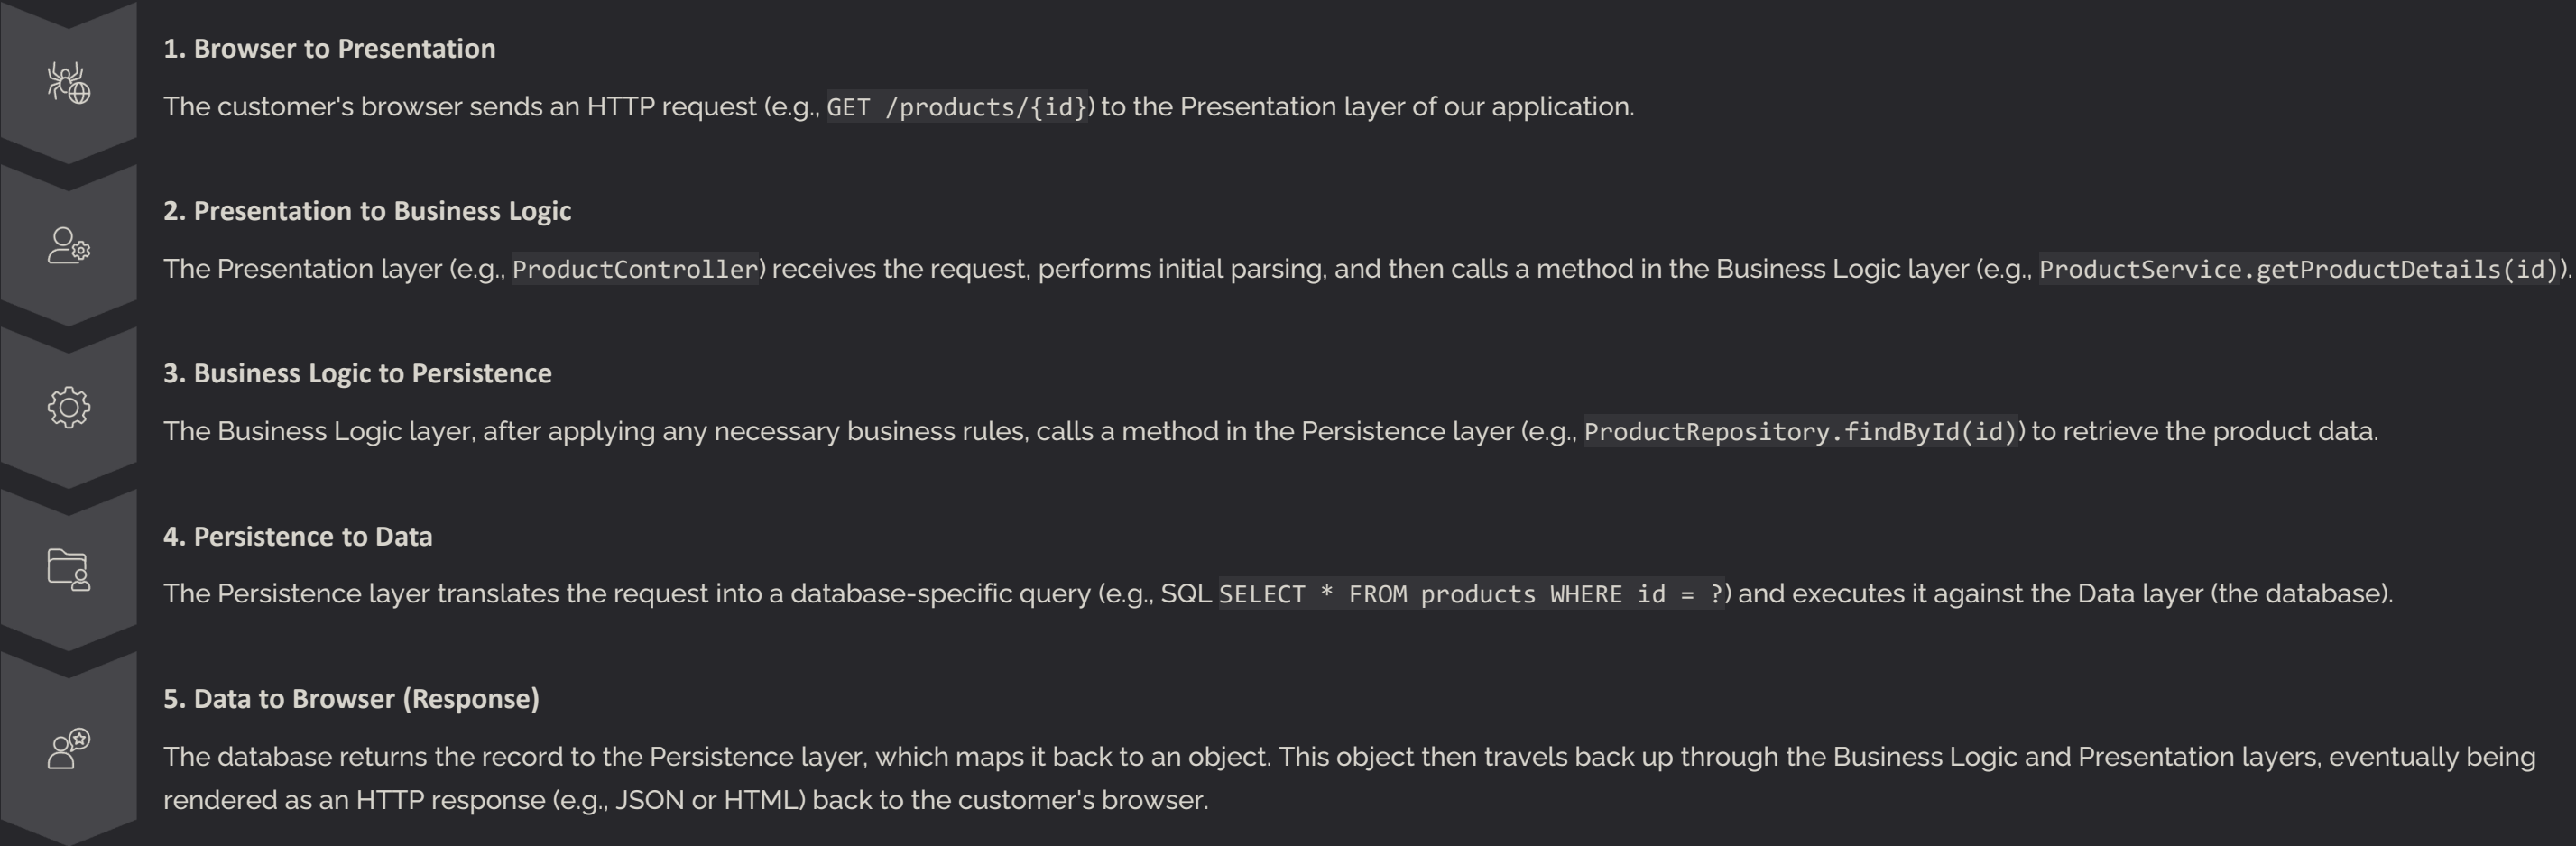 1. Browser to Presentation
The customer's browser sends an HTTP request (e.g., GET /products/{id}) to the Presentation layer of our application.
2. Presentation to Business Logic
The Presentation layer (e.g., ProductController) receives the request, performs initial parsing, and then calls a method in the Business Logic layer (e.g., ProductService.getProductDetails(id)).
3. Business Logic to Persistence
The Business Logic layer, after applying any necessary business rules, calls a method in the Persistence layer (e.g., ProductRepository.findById(id)) to retrieve the product data.
4. Persistence to Data
The Persistence layer translates the request into a database-specific query (e.g., SQL SELECT * FROM products WHERE id = ?) and executes it against the Data layer (the database).
5. Data to Browser (Response)
The database returns the record to the Persistence layer, which maps it back to an object. This object then travels back up through the Business Logic and Presentation layers, eventually being
rendered as an HTTP response (e.g., JSON or HTML) back to the customer's browser.